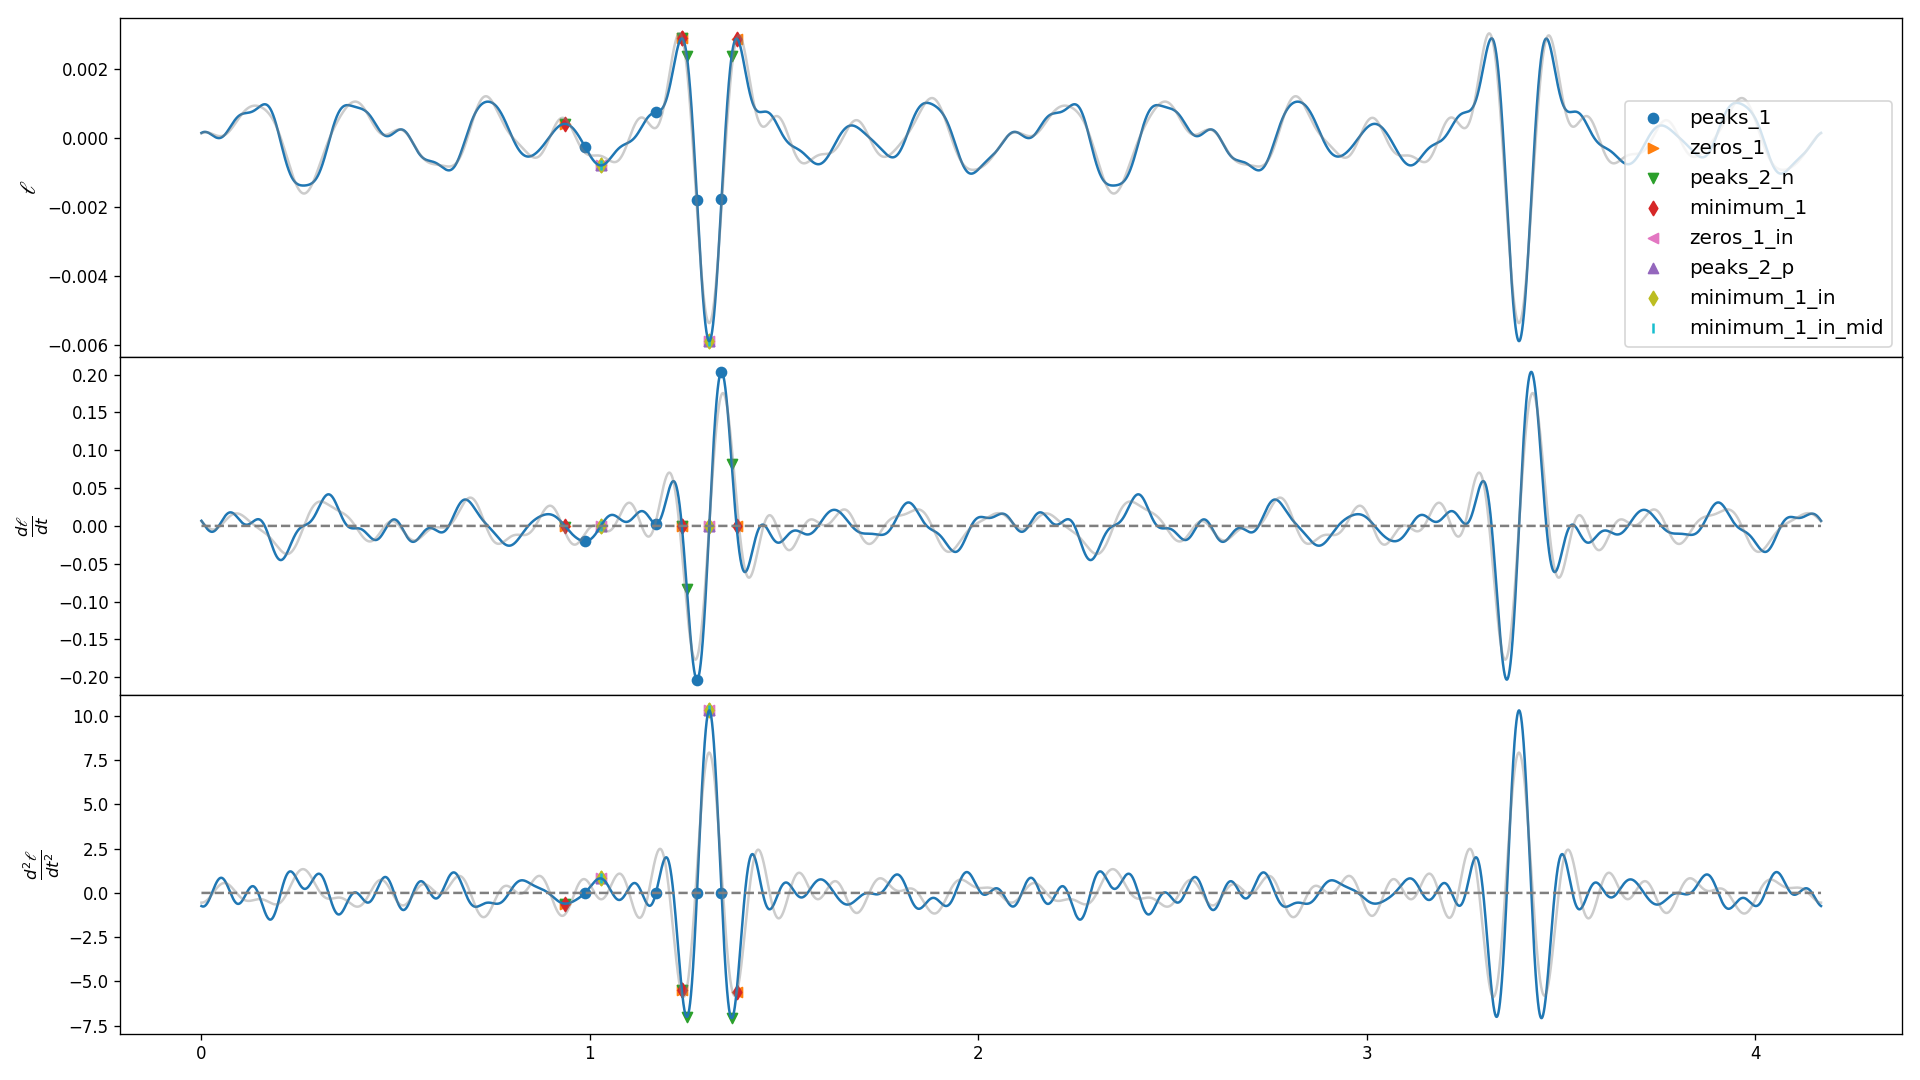 0.002
0.000
−0.002
−0.004
−0.006
ℓ
peaks_1
zeros_1
peaks_2_n
minimum_1
zeros_1_in
peaks_2_p
minimum_1_in
minimum_1_in_mid
0.20
0.15
0.10
0.05
0.00
−0.05
−0.10
−0.15
−0.20
dℓ
dt
10.0
7.5
5.0
2.5
0.0
−2.5
−5.0
−7.5
d²ℓ
dt²
0 1 2 3 4